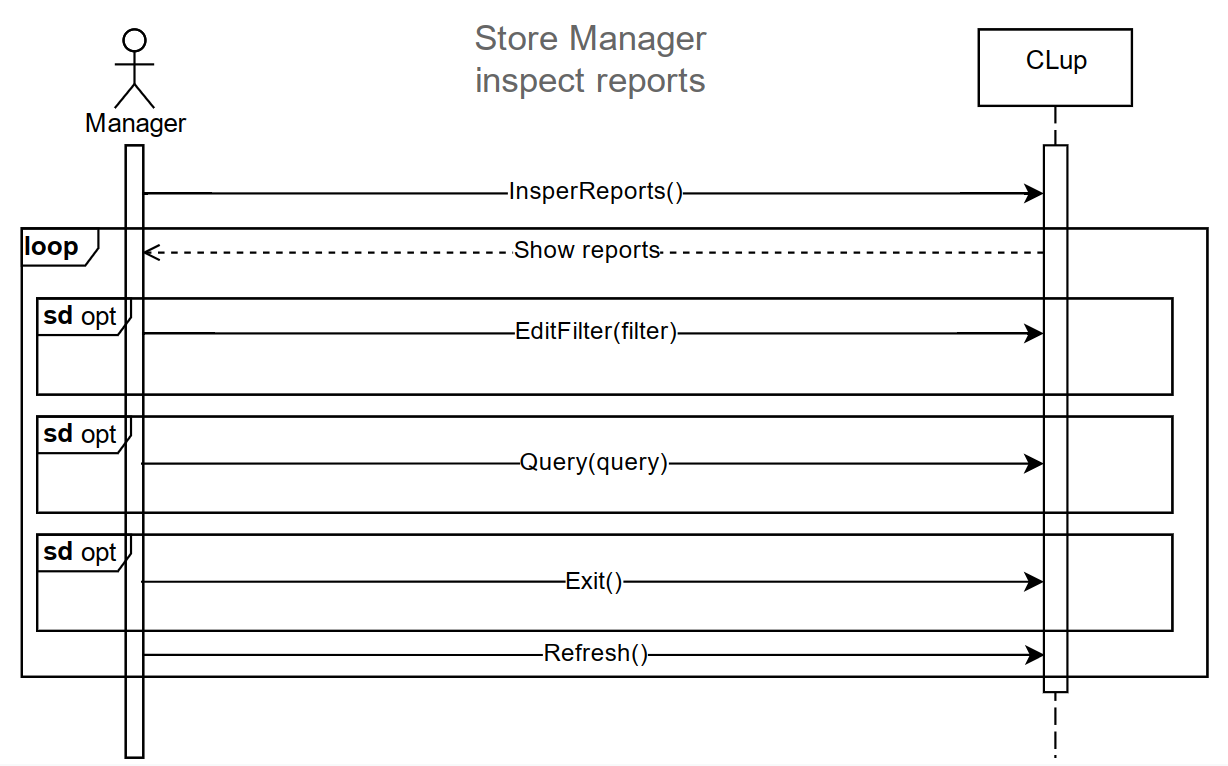 Store Manager
inspect reports
CLup
Manager
InsperReports()
loop
Show reports
sd opt
EditFilter(filter)
sd opt
Query(query)
sd opt
Exit()
Refresh()